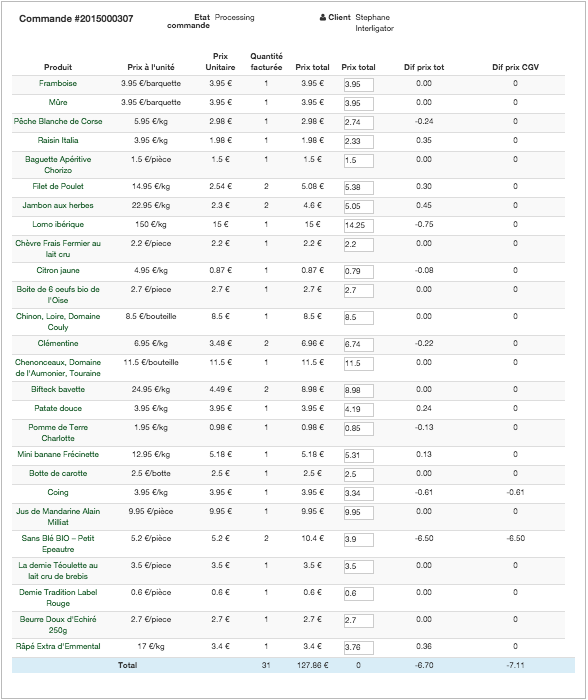 Commande #2015000307 Etat Processing Client Stephane
commande Interligator
Prix Quantité
Produit Prix à l'unité Unitaire facturée Prix total Prix total Dif prix tot Dif prix CGV
Framboise 3.95 €/barquette 3.95 € 1 3.95 € 3.95 0.00 0
Mûre 3.95 €/barquette 3.95 € 1 3.95 € 3.95 0.00 0
Pêche Blanche de Corse 5.95 €/kg 2.98 € 1 2.98 € 2.74 -0.24 0
Raisin Italia 3.95 €/kg 1.98 € 1 1.98 € 2.33 0.35 0
Baguette Apéritive 1.5 €/pièce 1.5 € 1 1.5 € 1.5 0.00 0
Chorizo
Filet de Poulet 14.95 €/kg 2.54 € 2 5.08 € 5.38 0.30 0
Jambon aux herbes 22.95 €/kg 2.3 € 2 4.6 € 5.05 0.45 0
Lomo ibérique 150 €/kg 15 € 1 15 € 14.25 -0.75 0
Chèvre Frais Fermier au 2.2 €/piece 2.2 € 1 2.2 € 2.2 0.00 0
lait cru
Citron jaune 4.95 €/kg 0.87 € 1 0.87 € 0.79 -0.08 0
Boite de 6 oeufs bio de 2.7 €/piece 2.7 € 1 2.7 € 2.7 0.00 0
l'Oise
Chinon, Loire, Domaine 8.5 €/bouteille 8.5 € 1 8.5 € 8.5 0.00 0
Couly
Clémentine 6.95 €/kg 3.48 € 2 6.96 € 6.74 -0.22 0
Chenonceaux, Domaine 11.5 €/bouteille 11.5 € 1 11.5 € 11.5 0.00 0
de l'Aumonier, Touraine
Bifteck bavette 24.95 €/kg 4.49 € 2 8.98 € 8.98 0.00 0
Patate douce 3.95 €/kg 3.95 € 1 3.95 € 4.19 0.24 0
Pomme de Terre 1.95 €/kg 0.98 € 1 0.98 € 0.85 -0.13 0
Charlotte
Mini banane Frécinette 12.95 €/kg 5.18 € 1 5.18 € 5.31 0.13 0
Botte de carotte 2.5 €/botte 2.5 € 1 2.5 € 2.5 0.00 0
Coing 3.95 €/kg 3.95 € 1 3.95 € 3.34 -0.61 -0.61
Jus de Mandarine Alain 9.95 €/pièce 9.95 € 1 9.95 € 9.95 0.00 0
Milliat
Sans Blé BIO – Petit 5.2 €/pièce 5.2 € 2 10.4 € 3.9 -6.50 -6.50
Epeautre
La demie Téoulette au 3.5 €/piece 3.5 € 1 3.5 € 3.5 0.00 0
lait cru de brebis
Demie Tradition Label 0.6 €/pièce 0.6 € 1 0.6 € 0.6 0.00 0
Rouge
Beurre Doux d'Echiré 2.7 €/piece 2.7 € 1 2.7 € 2.7 0.00 0
250g
Râpé Extra d'Emmental 17 €/kg 3.4 € 1 3.4 € 3.76 0.36 0
Total 31 127.86 € 0 -6.70 -7.11